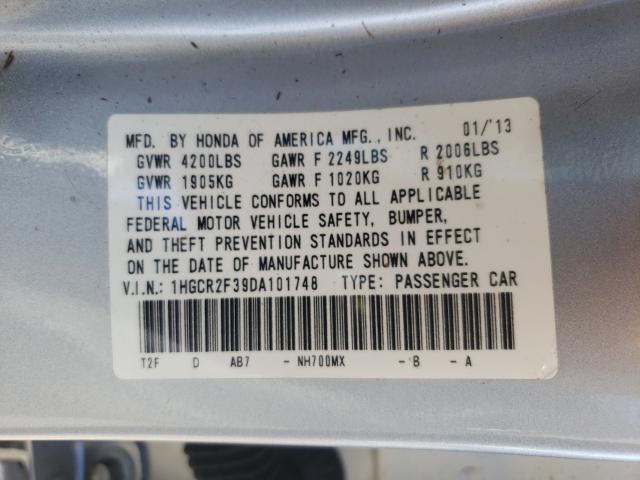 MFD. BY HONDA OF AMERICA MFG., INC. 01/'13
GVWR 4200LBS GAWR F 2249LBS R 2006LBS
GVWR 1905KG GAWR F 1020KG R 910KG
THIS VEHICLE CONFORMS TO ALL APPLICABLE
FEDERAL MOTOR VEHICLE SAFETY, BUMPER,
AND THEFT PREVENTION STANDARDS IN EFFECT
ON THE DATE OF MANUFACTURE SHOWN ABOVE.
V.I.N.: 1HGCR2F39DA101748 TYPE: PASSENGER CAR
T2F D AB7 - NH700MX - B - A